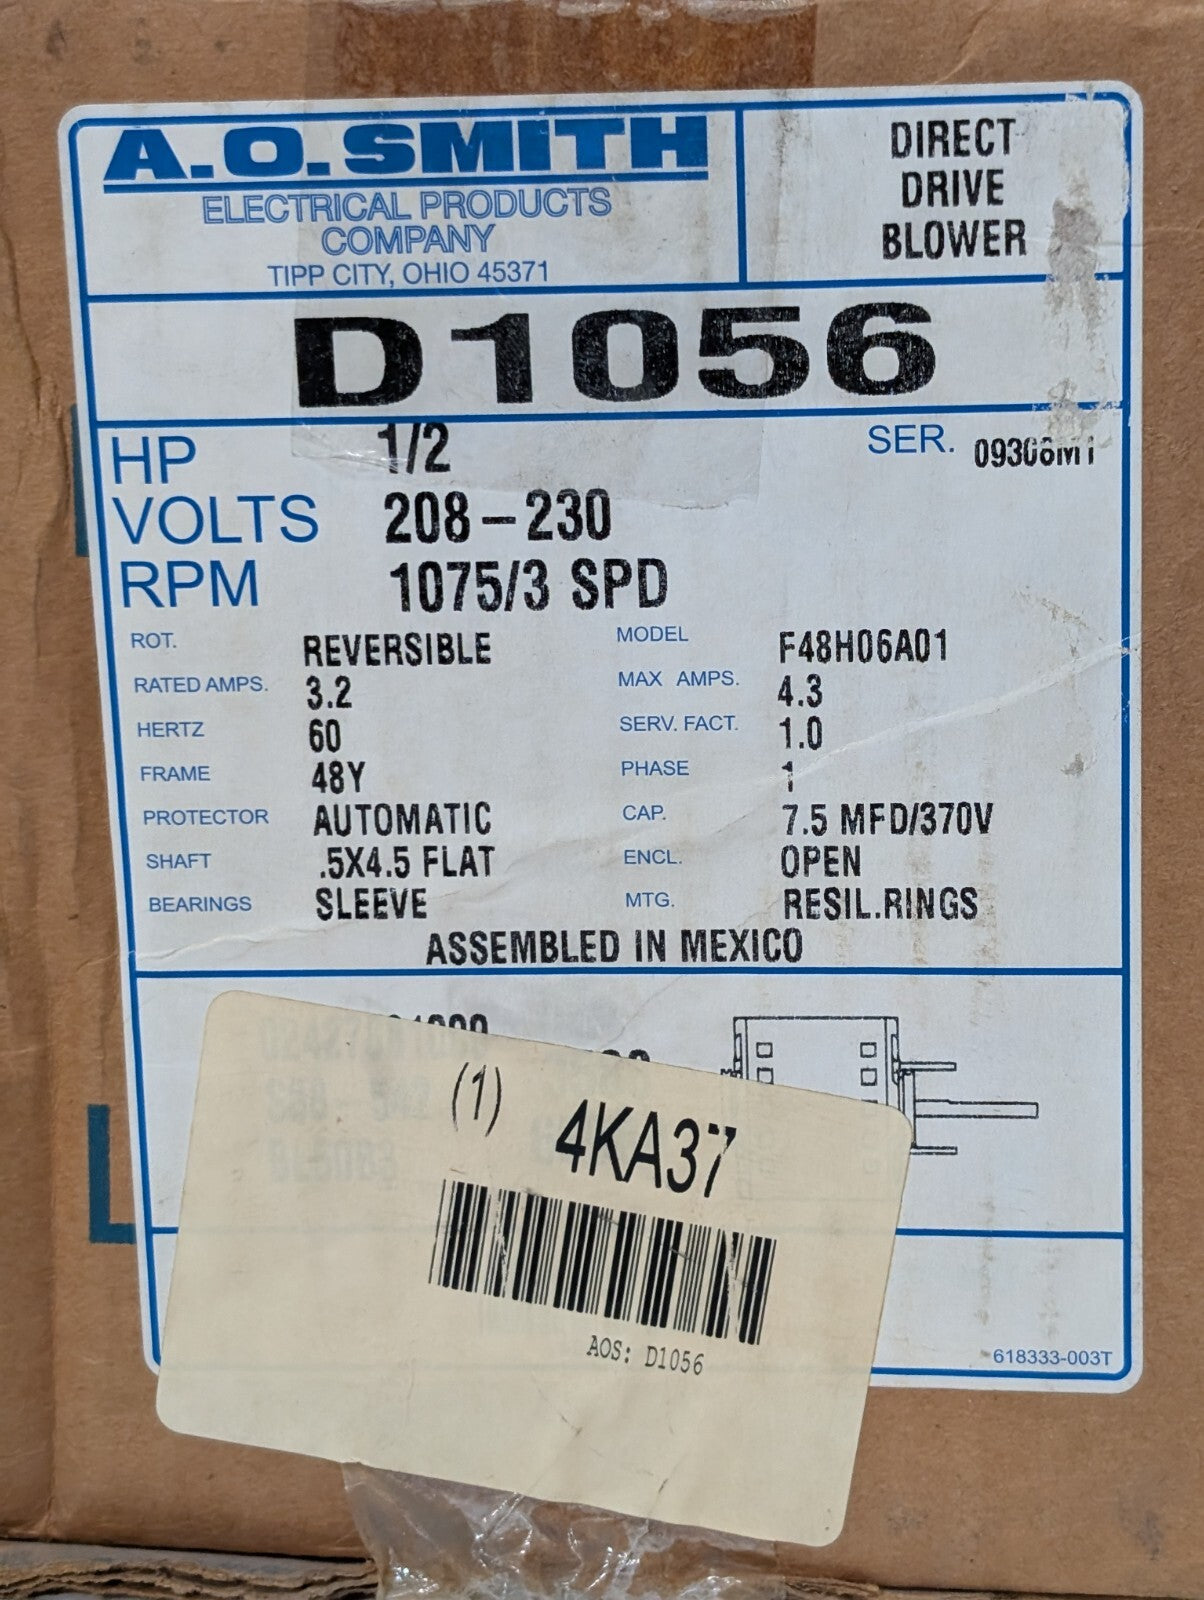 A.O.SMITH
ELECTRICAL PRODUCTS
COMPANY
TIPP CITY, OHIO 45371
DIRECT
DRIVE
BLOWER
D1056
HP 1/2
SER.
VOLTS 208-230
RPM 1075/3 SPD
ROT. REVERSIBLE MODEL F48H06A01
RATED AMPS. 3.2 MAX AMPS. 4.3
HERTZ 60 SERV. FACT. 1.0
FRAME 48Y PHASE 1
PROTECTOR AUTOMATIC CAP. 7.5 MFD/370V
SHAFT .5X4.5 FLAT ENCL. OPEN
BEARINGS SLEEVE MTG. RESIL.RINGS
ASSEMBLED IN MEXICO
(1) 4KA37
AOS: D1056
618333-003T